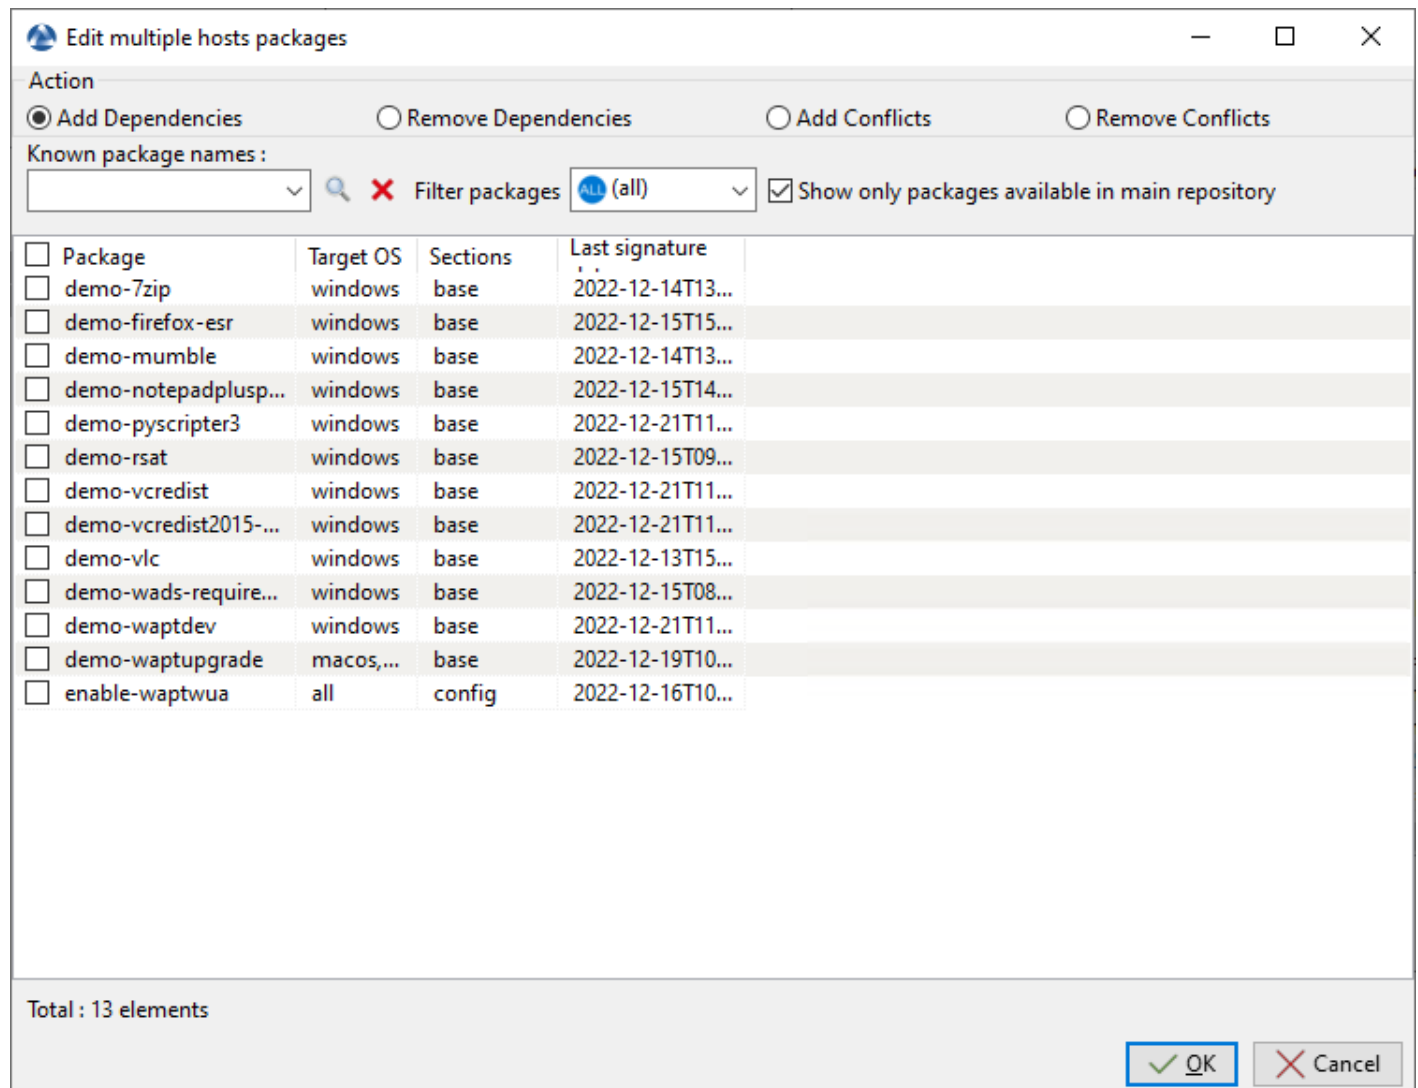 Edit multiple hosts packages
Action
Add Dependencies Remove Dependencies Add Conflicts Remove Conflicts
Known package names :
Filter packages ALL (all) Show only packages available in main repository
Package Target OS Sections Last signature
demo-7zip windows base 2022-12-14T13...
demo-firefox-esr windows base 2022-12-15T15...
demo-mumble windows base 2022-12-14T13...
demo-notepadplusp... windows base 2022-12-15T14...
demo-pyscripter3 windows base 2022-12-21T11...
demo-rsat windows base 2022-12-15T09...
demo-vcredist windows base 2022-12-21T11...
demo-vcredist2015-... windows base 2022-12-21T11...
demo-vlc windows base 2022-12-13T15...
demo-wads-require... windows base 2022-12-15T08...
demo-waptdev windows base 2022-12-21T11...
demo-waptupgrade macos,... base 2022-12-19T10...
enable-waptwua all config 2022-12-16T10...
Total : 13 elements
OK Cancel